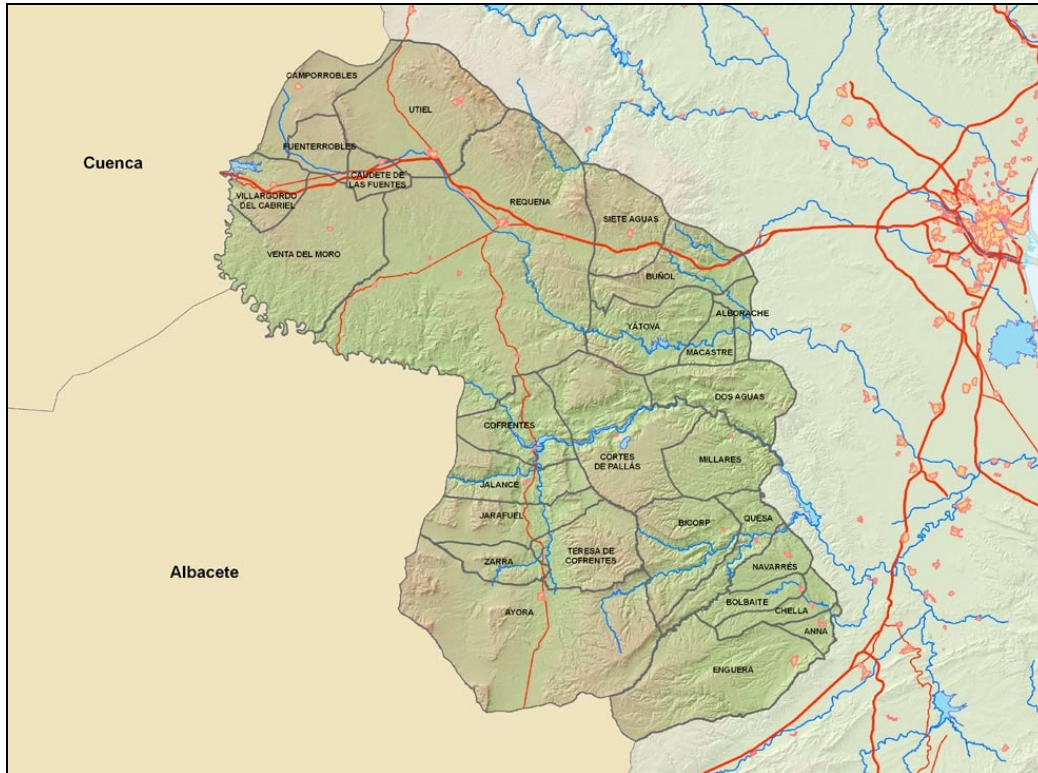 CAMPORROBLES
UTIEL
FUENTERROBLES
Cuenca
CAUDETE DE
LAS FUENTES
VILLARGORDO
DEL CABRIEL
REQUENA
SIETE AGUAS
VENTA DEL MORO
BUÑOL
ALBORACHE
YÁTOVA
MACASTRE
DOS AGUAS
COFRENTES
CORTES
DE PALLÁS
MILLARES
JALANCE
JARAFUEL
BICORP
QUESA
TERESA DE
COFRENTES
ZARRA
NAVARRÉS
Albacete
BOLBAITE
CHELLA
AYORA
ANNA
ENGUERA